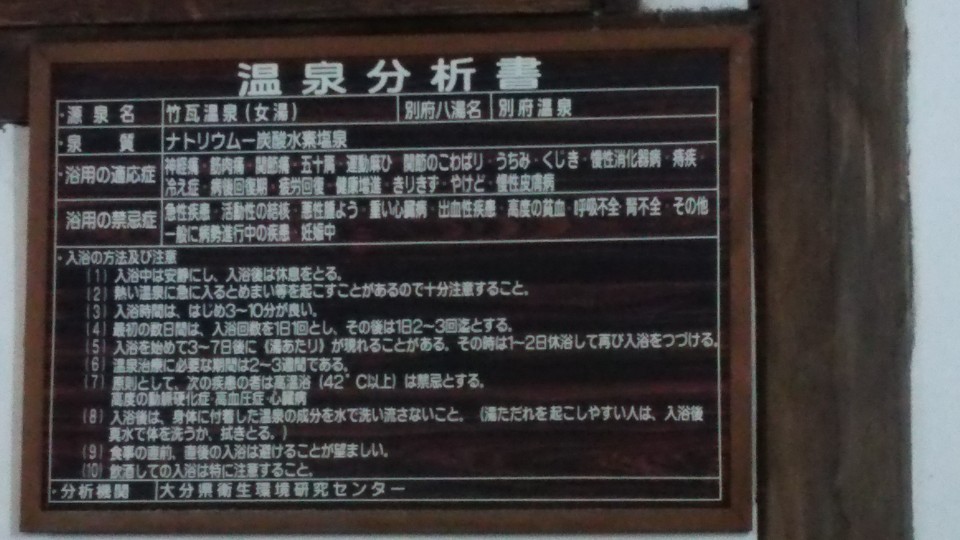 温泉分析書
・源泉名 竹瓦温泉(女湯) 別府八湯名 別府温泉
・泉質 ナトリウムー炭酸水素塩泉
・浴用の適応症 神経痛・筋肉痛・関節痛・五十肩・運動麻ひ・関節のこわばり・うちみ・くじき・慢性消化器病・痔疾・
冷え症・病後回復期・疲労回復・健康増進・きりきず・やけど・慢性皮膚病
・浴用の禁忌症 急性疾患・活動性の結核・悪性腫よう・重い心臓病・出血性疾患・高度の貧血・呼吸不全・腎不全・その他
一般に病勢進行中の疾患・妊娠中
・入浴の方法及び注意
(1) 入浴中は安静にし、入浴後は休息をとる。
(2) 熱い温泉に急に入るとめまい等を起こすことがあるので十分注意すること。
(3) 入浴時間は、はじめ3〜10分が良い。
(4) 最初の数日間は、入浴回数を1日1回とし、その後は1日2〜3回迄とする。
(5) 入浴を始めて3〜7日後に《湯あたり》が現れることがある。その時は1〜2日休浴して再び入浴をつづける。
(6) 温泉治療に必要な期間は2〜3週間である。
(7) 原則として、次の疾患の者は高温浴(42゜C以上)は禁忌とする。
高度の動脈硬化症・高血圧症・心臓病
(8) 入浴後は、身体に付着した温泉の成分を水で洗い流さないこと。(湯ただれを起こしやすい人は、入浴後
真水で体を洗うか、拭きとる。)
(9) 食事の直前、直後の入浴は避けることが望ましい。
(10) 飲酒しての入浴は特に注意すること。
・分析機関 大分県衛生環境研究センター